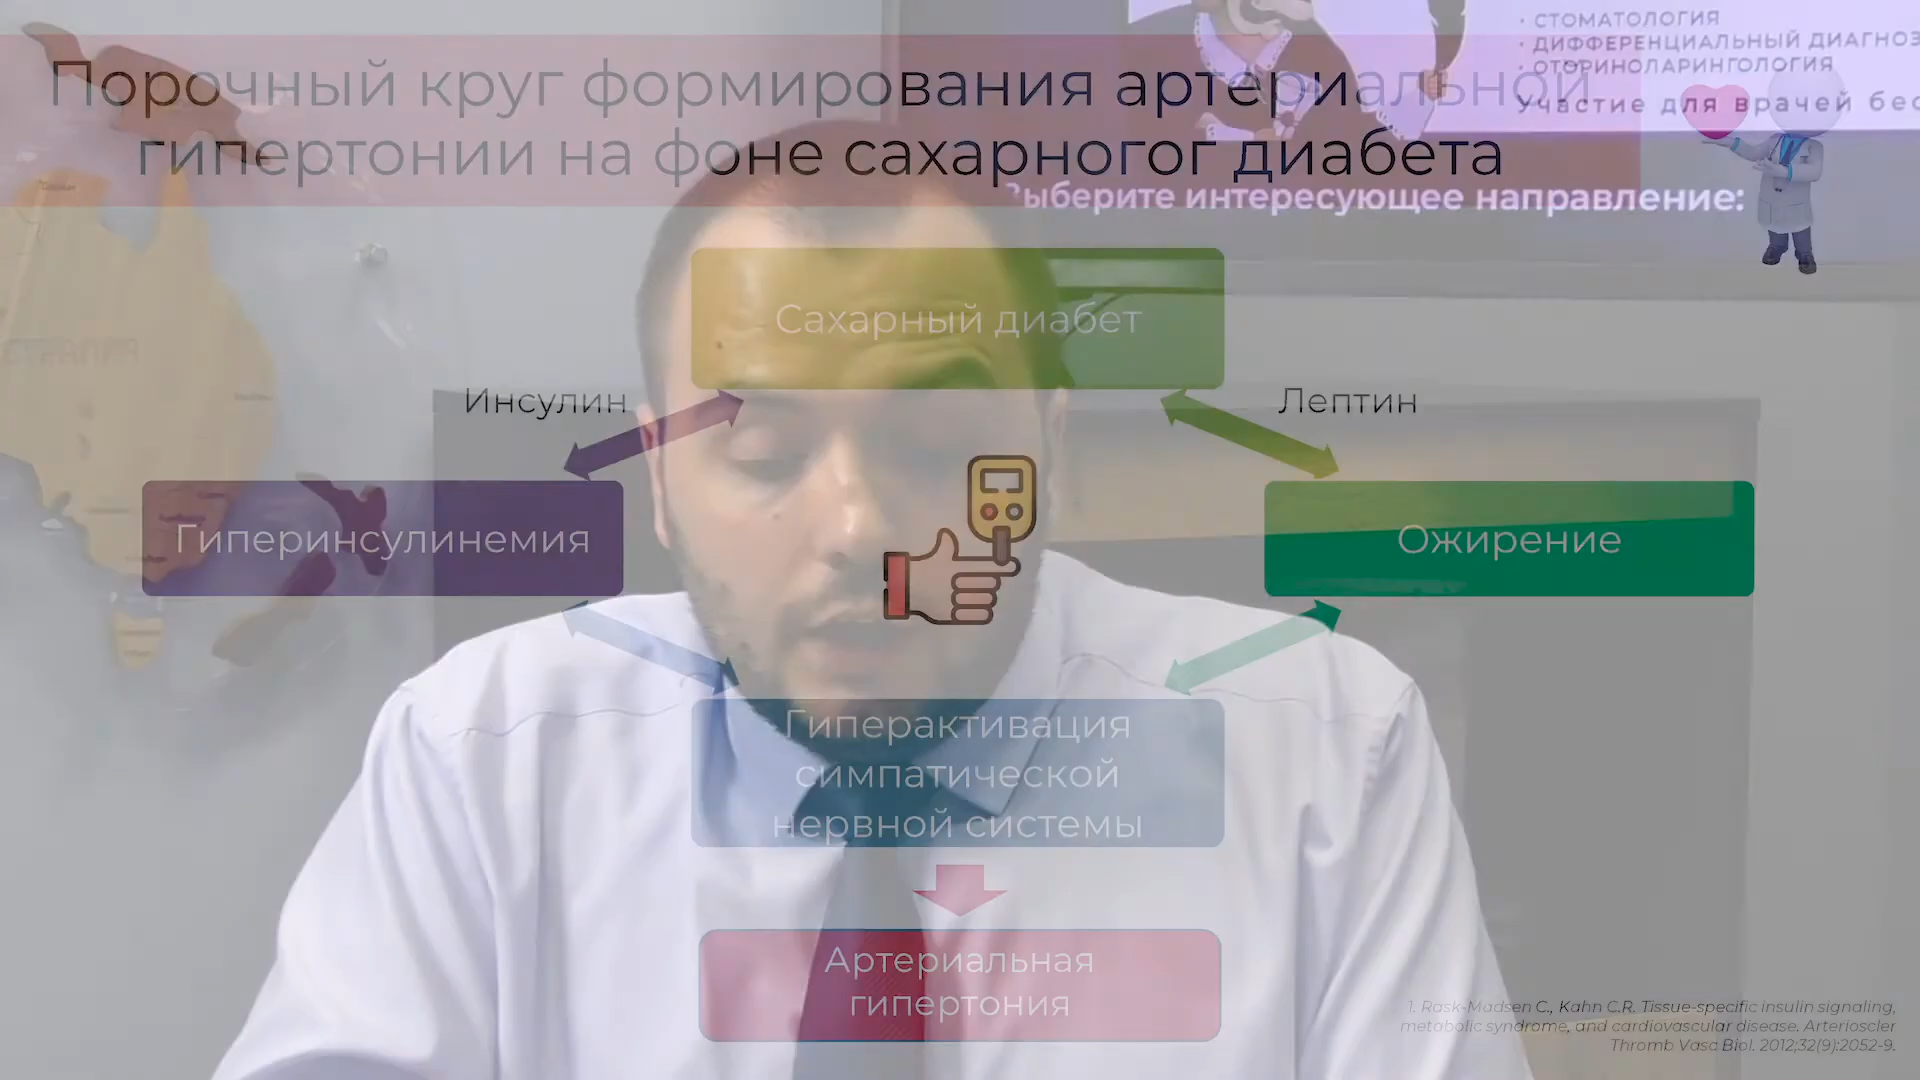 • СТОМАТОЛОГИЯ
• ДИФФЕРЕНЦИАЛЬНЫЙ ДИАГНОЗ
• ОТОРИНОЛАРИНГОЛОГИЯ
Участие для врачей бес
Порочный круг формирования артериальной
гипертонии на фоне сахарногог диабета
Выберите интересующее направление:
Сахарный диабет
Инсулин
Лептин
Гиперинсулинемия
Ожирение
Гиперактивация
симпатической
нервной системы
Артериальная
гипертония
1. Rask-Madsen C., Kahn C.R. Tissue-specific insulin signaling,
metabolic syndrome, and cardiovascular disease. Arterioscler
Thromb Vasc Biol. 2012;32(9):2052-9.